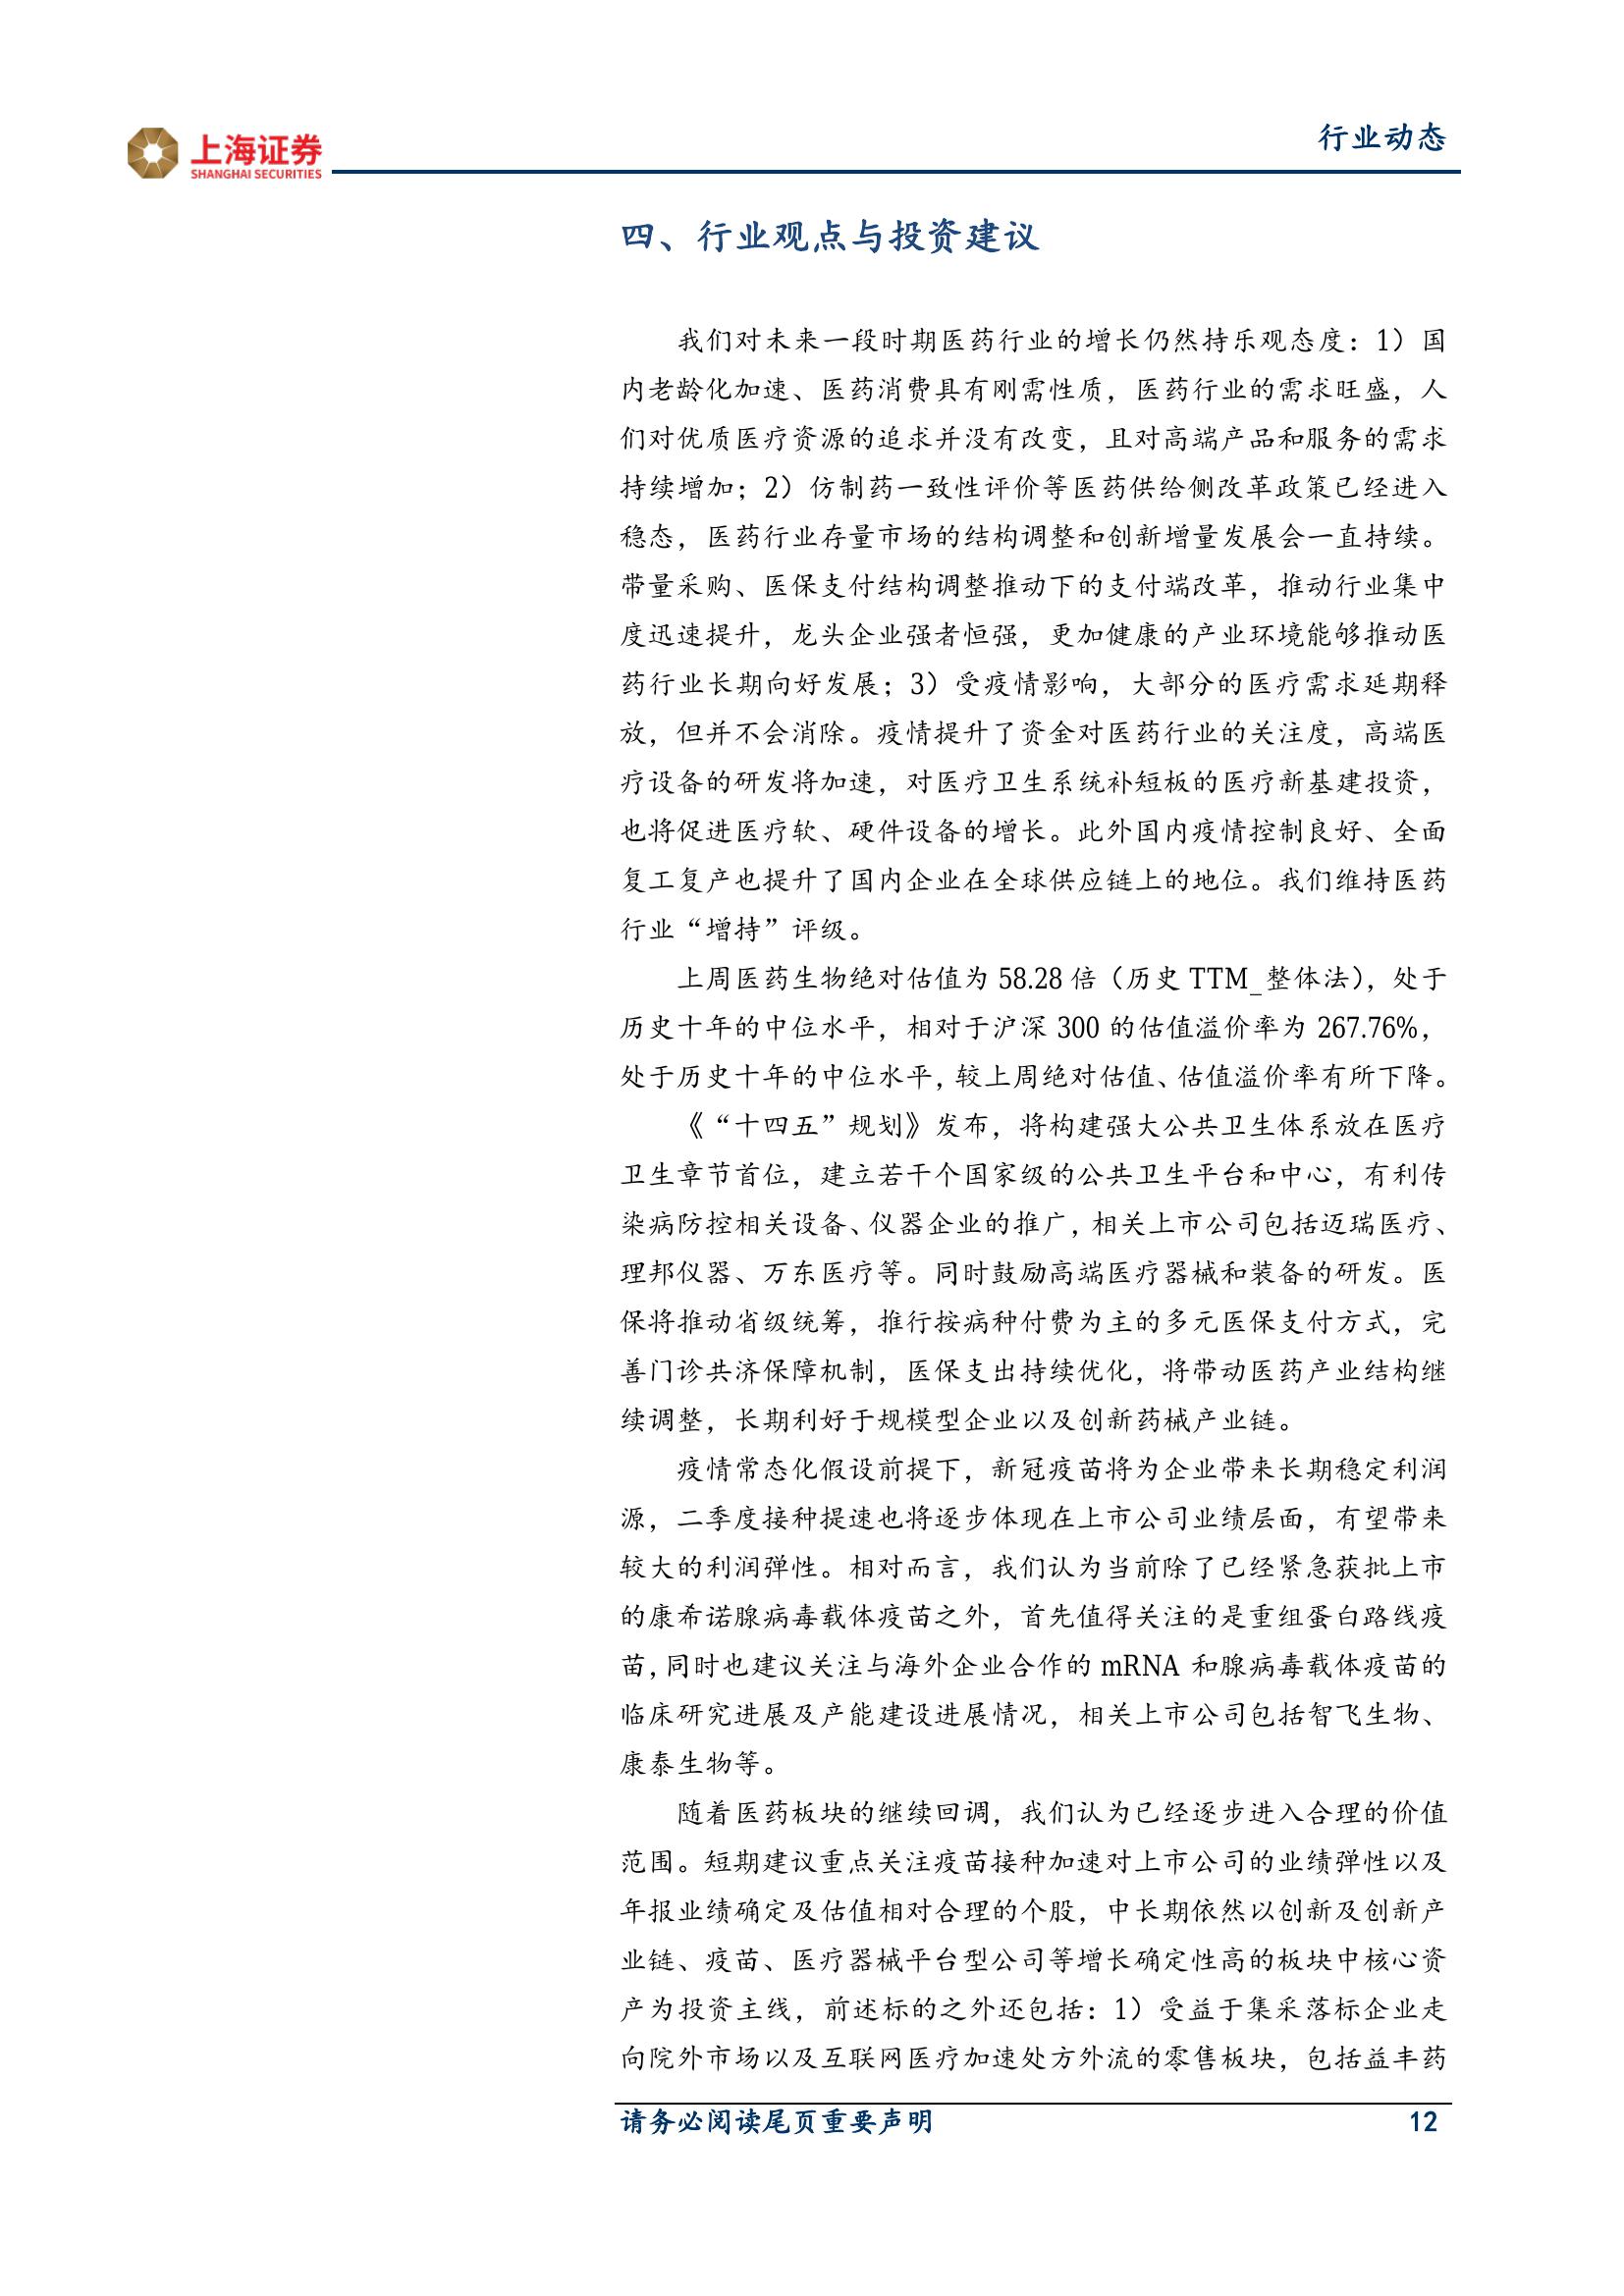 上海证券
SHANGHAI SECURITIES
行业动态
四、行业观点与投资建议
我们对未来一段时期医药行业的增长仍然持乐观态度：1）国
内老龄化加速、医药消费具有刚需性质，医药行业的需求旺盛，人
们对优质医疗资源的追求并没有改变，且对高端产品和服务的需求
持续增加；2）仿制药一致性评价等医药供给侧改革政策已经进入
稳态，医药行业存量市场的结构调整和创新增量发展会一直持续。
带量采购、医保支付结构调整推动下的支付端改革，推动行业集中
度迅速提升，龙头企业强者恒强，更加健康的产业环境能够推动医
药行业长期向好发展；3）受疫情影响，大部分的医疗需求延期释
放，但并不会消除。疫情提升了资金对医药行业的关注度，高端医
疗设备的研发将加速，对医疗卫生系统补短板的医疗新基建投资，
也将促进医疗软、硬件设备的增长。此外国内疫情控制良好、全面
复工复产也提升了国内企业在全球供应链上的地位。我们维持医药
行业“增持”评级。
上周医药生物绝对估值为 58.28 倍（历史 TTM_整体法），处于
历史十年的中位水平，相对于沪深 300 的估值溢价率为 267.76%，
处于历史十年的中位水平，较上周绝对估值、估值溢价率有所下降。
《“十四五”规划》发布，将构建强大公共卫生体系放在医疗
卫生章节首位，建立若干个国家级的公共卫生平台和中心，有利传
染病防控相关设备、仪器企业的推广，相关上市公司包括迈瑞医疗、
理邦仪器、万东医疗等。同时鼓励高端医疗器械和装备的研发。医
保将推动省级统筹，推行按病种付费为主的多元医保支付方式，完
善门诊共济保障机制，医保支出持续优化，将带动医药产业结构继
续调整，长期利好于规模型企业以及创新药械产业链。
疫情常态化假设前提下，新冠疫苗将为企业带来长期稳定利润
源，二季度接种提速也将逐步体现在上市公司业绩层面，有望带来
较大的利润弹性。相对而言，我们认为当前除了已经紧急获批上市
的康希诺腺病毒载体疫苗之外，首先值得关注的是重组蛋白路线疫
苗，同时也建议关注与海外企业合作的 mRNA 和腺病毒载体疫苗的
临床研究进展及产能建设进展情况，相关上市公司包括智飞生物、
康泰生物等。
随着医药板块的继续回调，我们认为已经逐步进入合理的价值
范围。短期建议重点关注疫苗接种加速对上市公司的业绩弹性以及
年报业绩确定及估值相对合理的个股，中长期依然以创新及创新产
业链、疫苗、医疗器械平台型公司等增长确定性高的板块中核心资
产为投资主线，前述标的之外还包括：1）受益于集采落标企业走
向院外市场以及互联网医疗加速处方外流的零售板块，包括益丰药
请务必阅读尾页重要声明
12